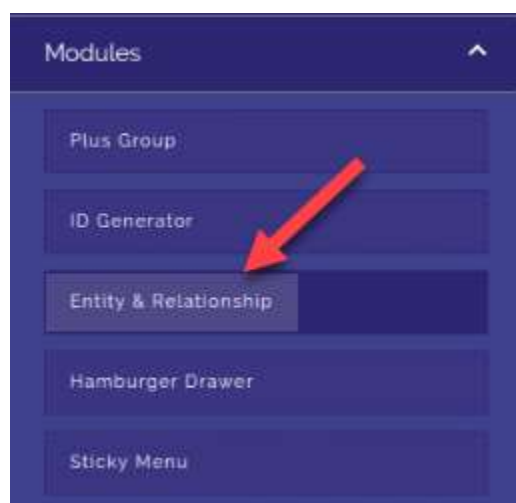 Modules
Plus Group
ID Generator
Entity & Relationship
Hamburger Drawer
Sticky Menu